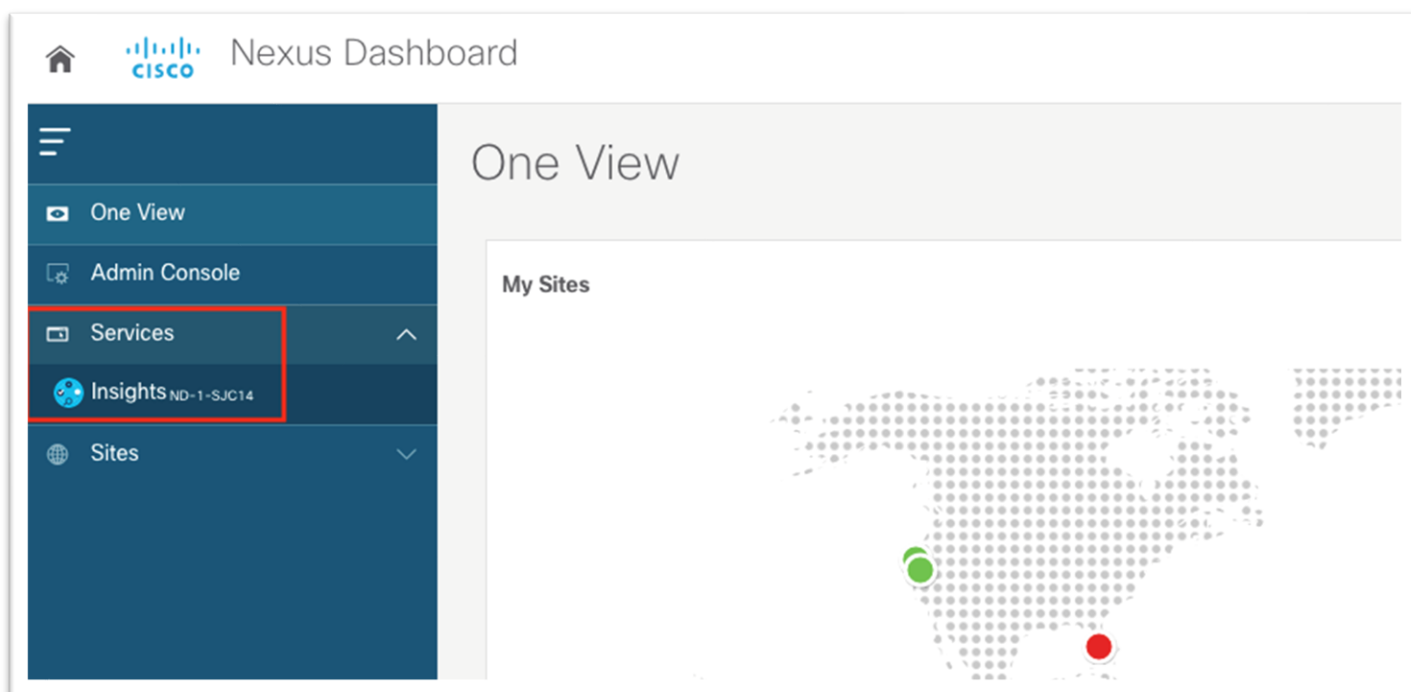 CISCO Nexus Dashboard
One View
One View
My Sites
Admin Console
Services
Insights ND-1-SJC14
Sites